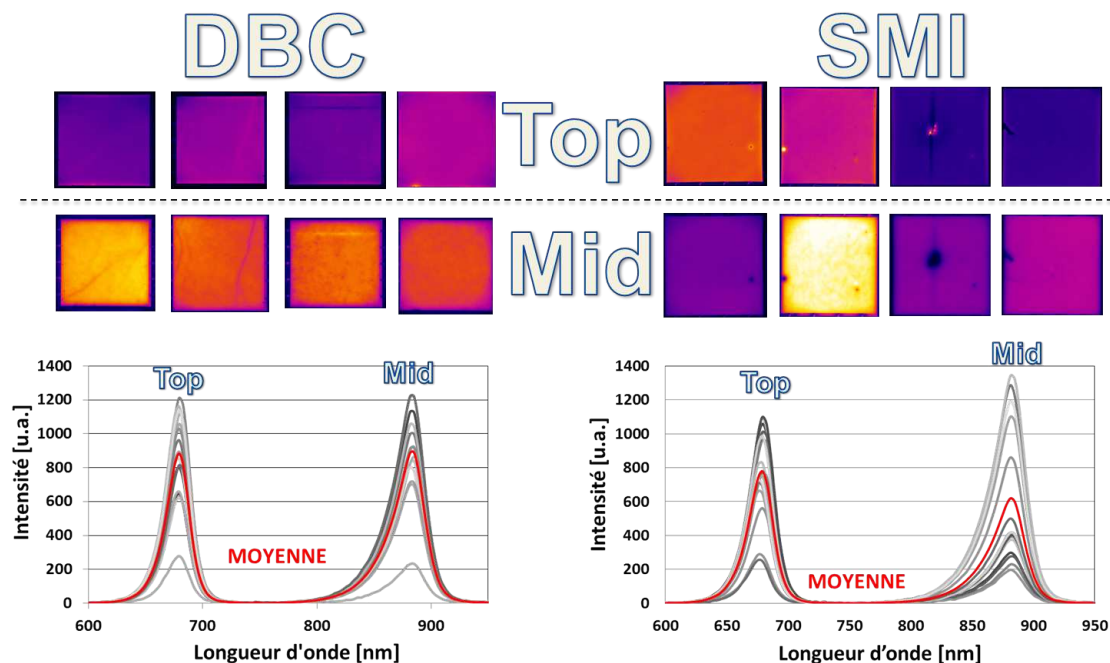 DBC
SMI
Top
Mid
1400
1200
1000
800
600
400
200
0
600
700
800
900
Intensité [u.a.]
Longueur d'onde [nm]
Top
Mid
MOYENNE
1400
1200
1000
800
600
400
200
0
600
650
700
750
800
850
900
950
Intensité [u.a.]
Longueur d’onde [nm]
Top
Mid
MOYENNE